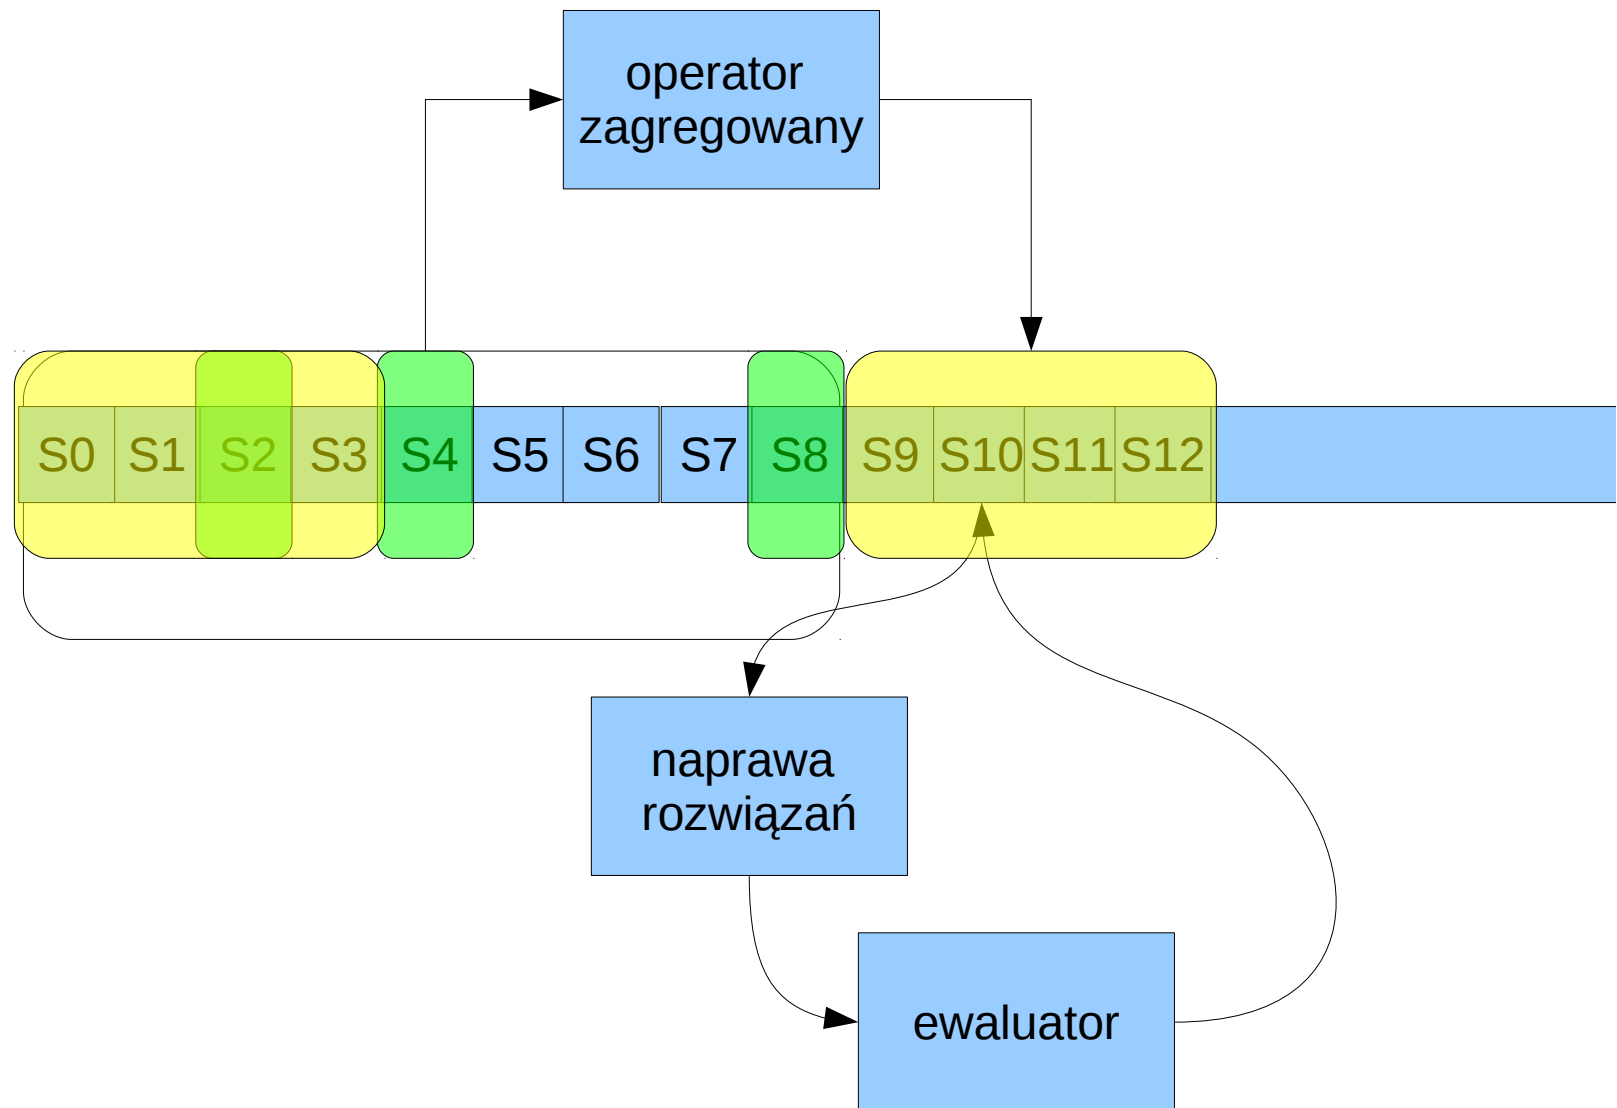 operator
zagregowany
S0 S1 S2 S3 S4 S5 S6 S7 S8 S9 S10 S11 S12
naprawa
rozwiązań
ewaluator